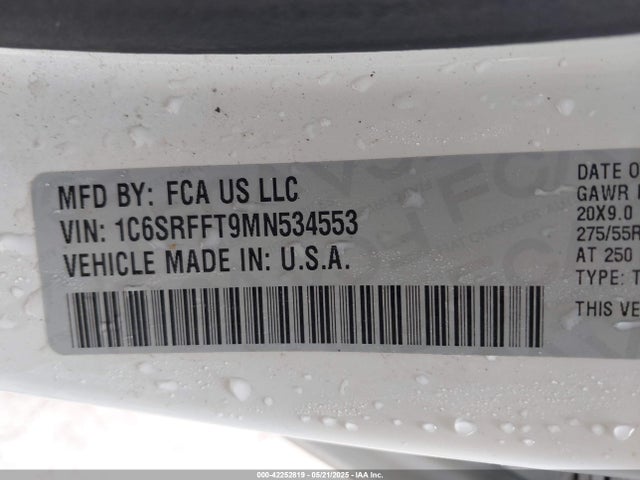 MFD BY: FCA US LLC
VIN: 1C6SRFFT9MN534553
VEHICLE MADE IN: U.S.A.
DATE O
GAWR
20X9.0
275/55R
AT 250
TYPE: T
THIS VE
000-42252619 - 05/21/2025 - IAA Inc.